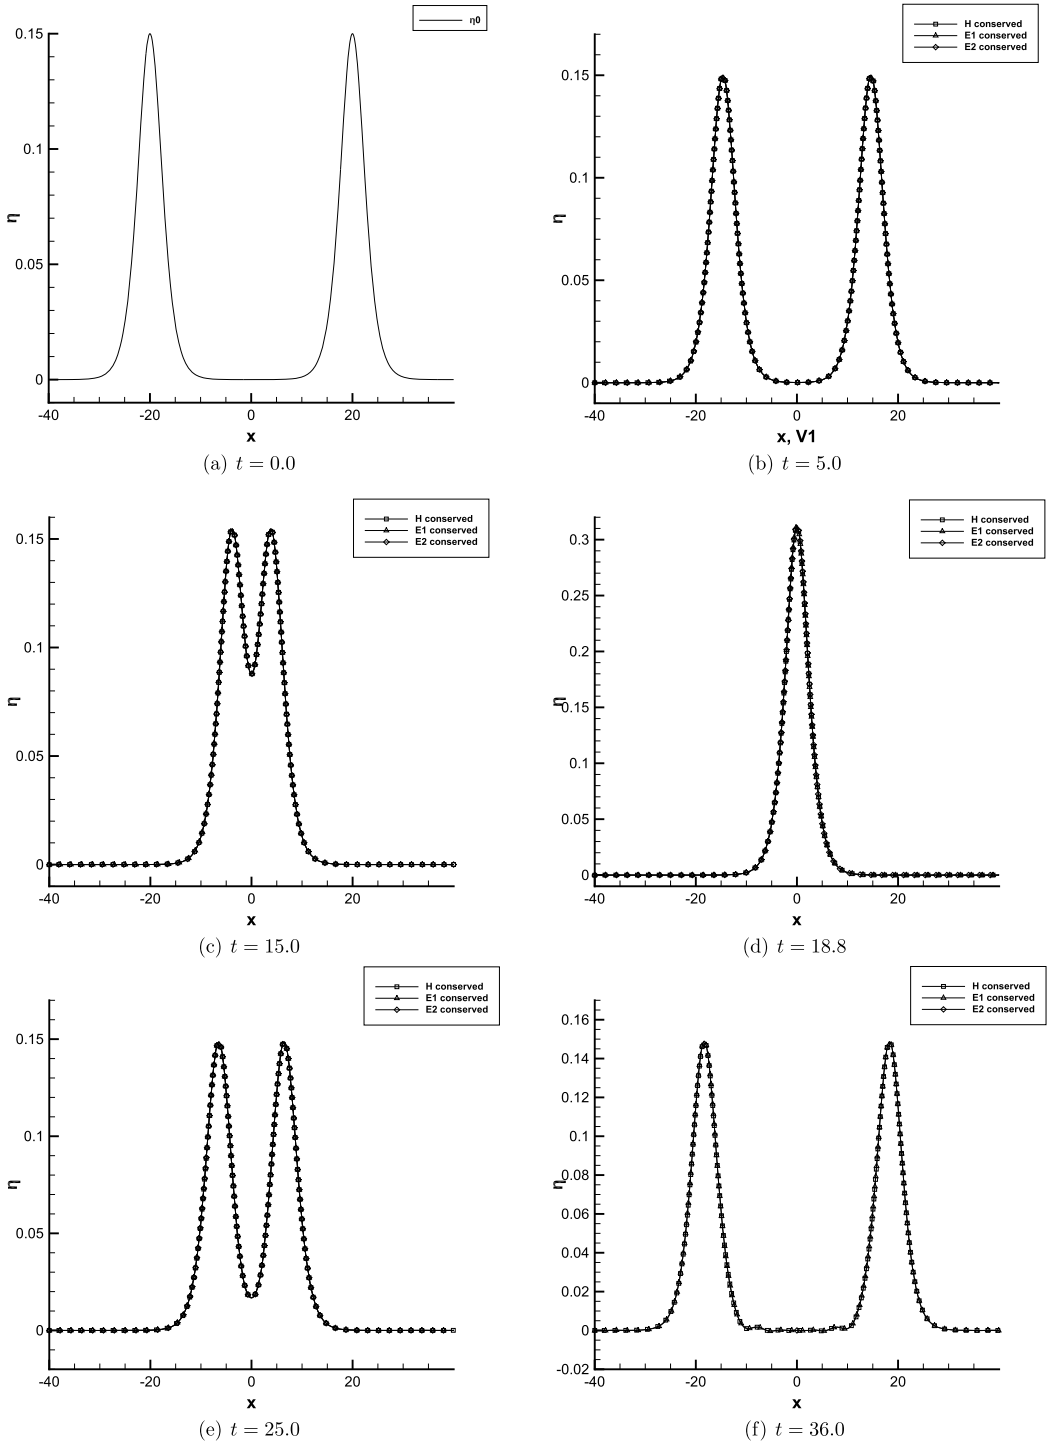 η0
0.15
0.1
0.05
0
η
-40
-20
0
20
x
(a) t = 0.0
H conserved
E1 conserved
E2 conserved
0.15
0.1
0.05
0
η
-40
-20
0
20
x, V1
(b) t = 5.0
H conserved
E1 conserved
E2 conserved
0.15
0.1
0.05
0
η
-40
-20
0
20
x
(c) t = 15.0
H conserved
E1 conserved
E2 conserved
0.3
0.25
0.2
0.15
0.1
0.05
0
η
-40
-20
0
20
x
(d) t = 18.8
H conserved
E1 conserved
E2 conserved
0.15
0.1
0.05
0
η
-40
-20
0
20
x
(e) t = 25.0
H conserved
E1 conserved
E2 conserved
0.16
0.14
0.12
0.1
0.08
0.06
0.04
0.02
0
-0.02
η
-40
-20
0
20
x
(f) t = 36.0